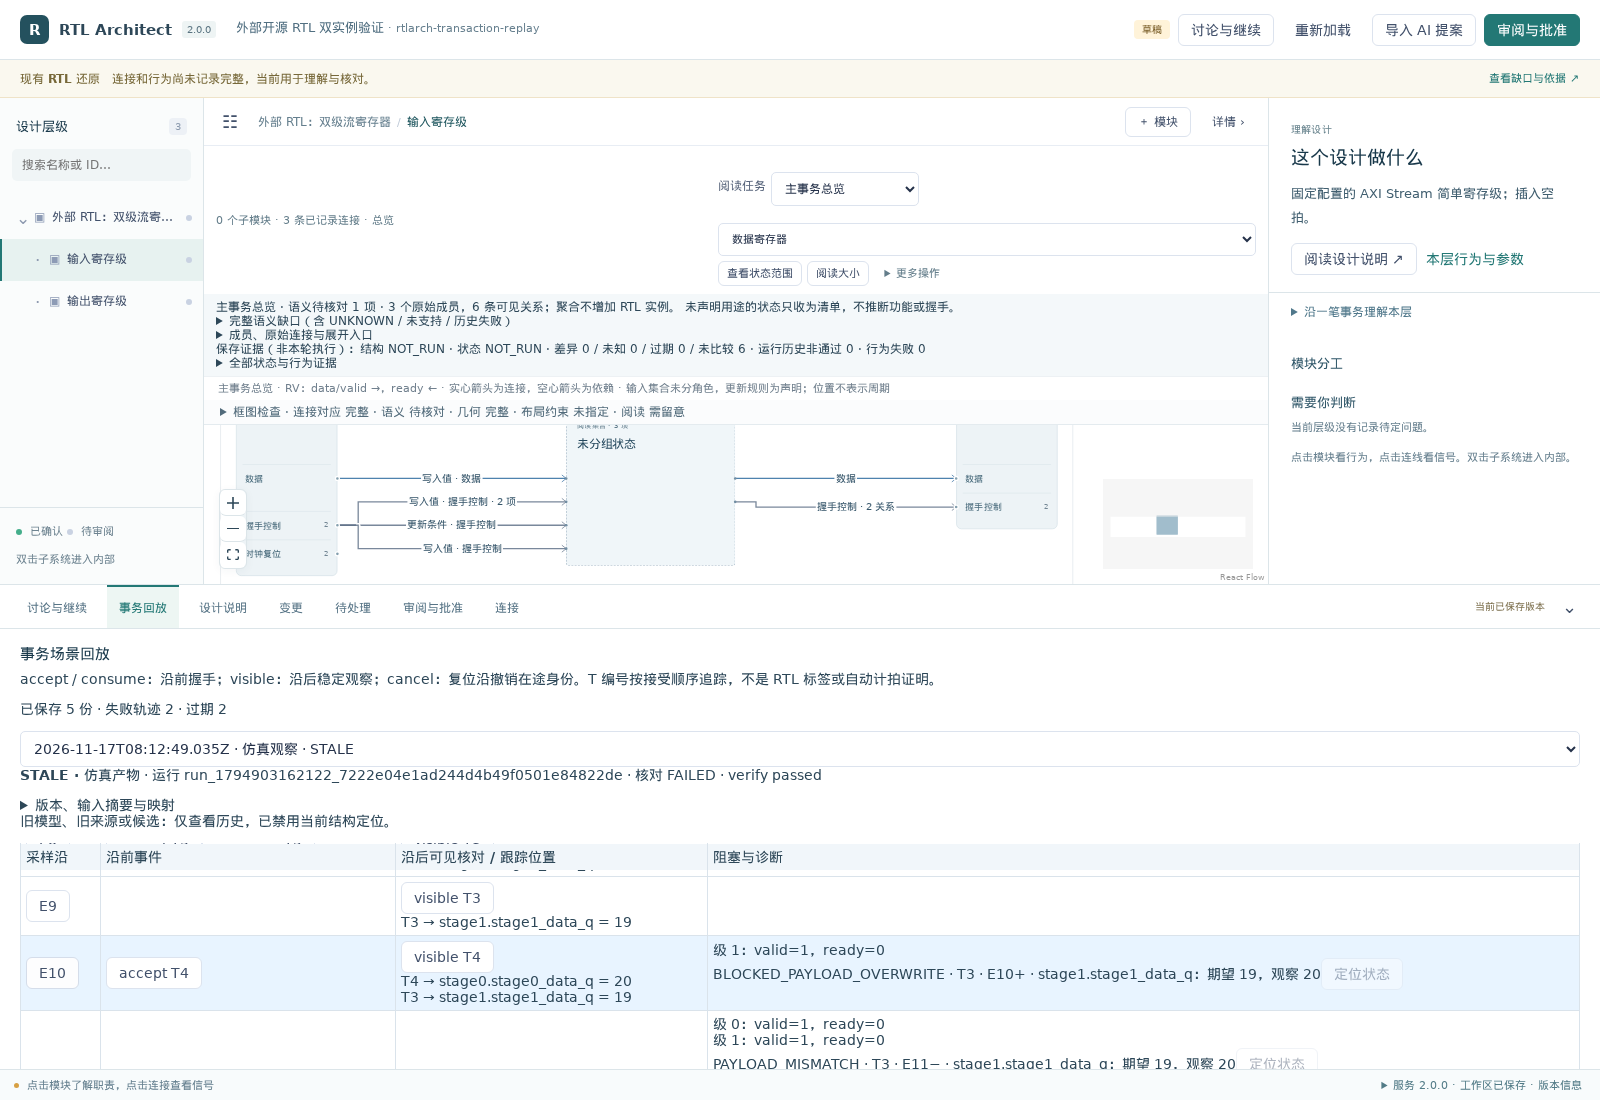 R RTL Architect 2.0.0 外部开源 RTL 双实例验证 · rtlarch-transaction-replay 草稿 讨论与继续 重新加载 导入 AI 提案 审阅与批准
现有 RTL 还原 连接和行为尚未记录完整，当前用于理解与核对。 查看缺口与依据 ↗
设计层级 3
搜索名称或 ID...
外部 RTL：双级流寄...
输入寄存级
输出寄存级
已确认 待审阅
双击子系统进入内部
外部 RTL：双级流寄存器 / 输入寄存级 + 模块 详情 ›
阅读任务 主事务总览
0 个子模块 · 3 条已记录连接 · 总览
数据寄存器
查看状态范围 阅读大小 ▶ 更多操作
主事务总览 · 语义待核对 1 项 · 3 个原始成员，6 条可见关系；聚合不增加 RTL 实例。 未声明用途的状态只收为清单，不推断功能或握手。
▶ 完整语义缺口（含 UNKNOWN / 未支持 / 历史失败）
▶ 成员、原始连接与展开入口
保存证据（非本轮执行）：结构 NOT_RUN · 状态 NOT_RUN · 差异 0 / 未知 0 / 过期 0 / 未比较 6 · 运行历史非通过 0 · 行为失败 0
▶ 全部状态与行为证据
主事务总览 · RV：data/valid →，ready ← · 实心箭头为连接，空心箭头为依赖 · 输入集合未分角色，更新规则为声明；位置不表示周期
▶ 框图检查 · 连接对应 完整 · 语义 待核对 · 几何 完整 · 布局约束 未指定 · 阅读 需留意
未分组状态
数据 写入值 · 数据 数据 数据
写入值 · 握手控制 · 2 项
握手控制 · 2 关系 握手控制 2
握手控制 2 更新条件 · 握手控制
写入值 · 握手控制
时钟复位 2
React Flow
理解设计
这个设计做什么
固定配置的 AXI Stream 简单寄存级；插入空
拍。
阅读设计说明 ↗ 本层行为与参数
▶ 沿一笔事务理解本层
模块分工
需要你判断
当前层级没有记录待定问题。
点击模块看行为，点击连线看信号。双击子系统进入内部。
讨论与继续 事务回放 设计说明 变更 待处理 审阅与批准 连接 当前已保存版本
事务场景回放
accept / consume：沿前握手；visible：沿后稳定观察；cancel：复位沿撤销在途身份。T 编号按接受顺序追踪，不是 RTL 标签或自动计拍证明。
已保存 5 份 · 失败轨迹 2 · 过期 2
2026-11-17T08:12:49.035Z · 仿真观察 · STALE
STALE · 仿真产物 · 运行 run_1794903162122_7222e04e1ad244d4b49f0501e84822de · 核对 FAILED · verify passed
▶ 版本、输入摘要与映射
旧模型、旧来源或候选：仅查看历史，已禁用当前结构定位。
采样沿 沿前事件 沿后可见核对 / 跟踪位置 阻塞与诊断
E9 visible T3
T3 → stage1.stage1_data_q = 19
E10 accept T4 visible T4
T4 → stage0.stage0_data_q = 20
T3 → stage1.stage1_data_q = 19
级 1：valid=1，ready=0
BLOCKED_PAYLOAD_OVERWRITE · T3 · E10+ · stage1.stage1_data_q：期望 19，观察 20 定位状态
级 0：valid=1，ready=0
级 1：valid=1，ready=0
PAYLOAD_MISMATCH · T3 · E11− · stage1.stage1_data_q：期望 19，观察 20 定位状态
点击模块了解职责，点击连接查看信号 ▶ 服务 2.0.0 · 工作区已保存 · 版本信息